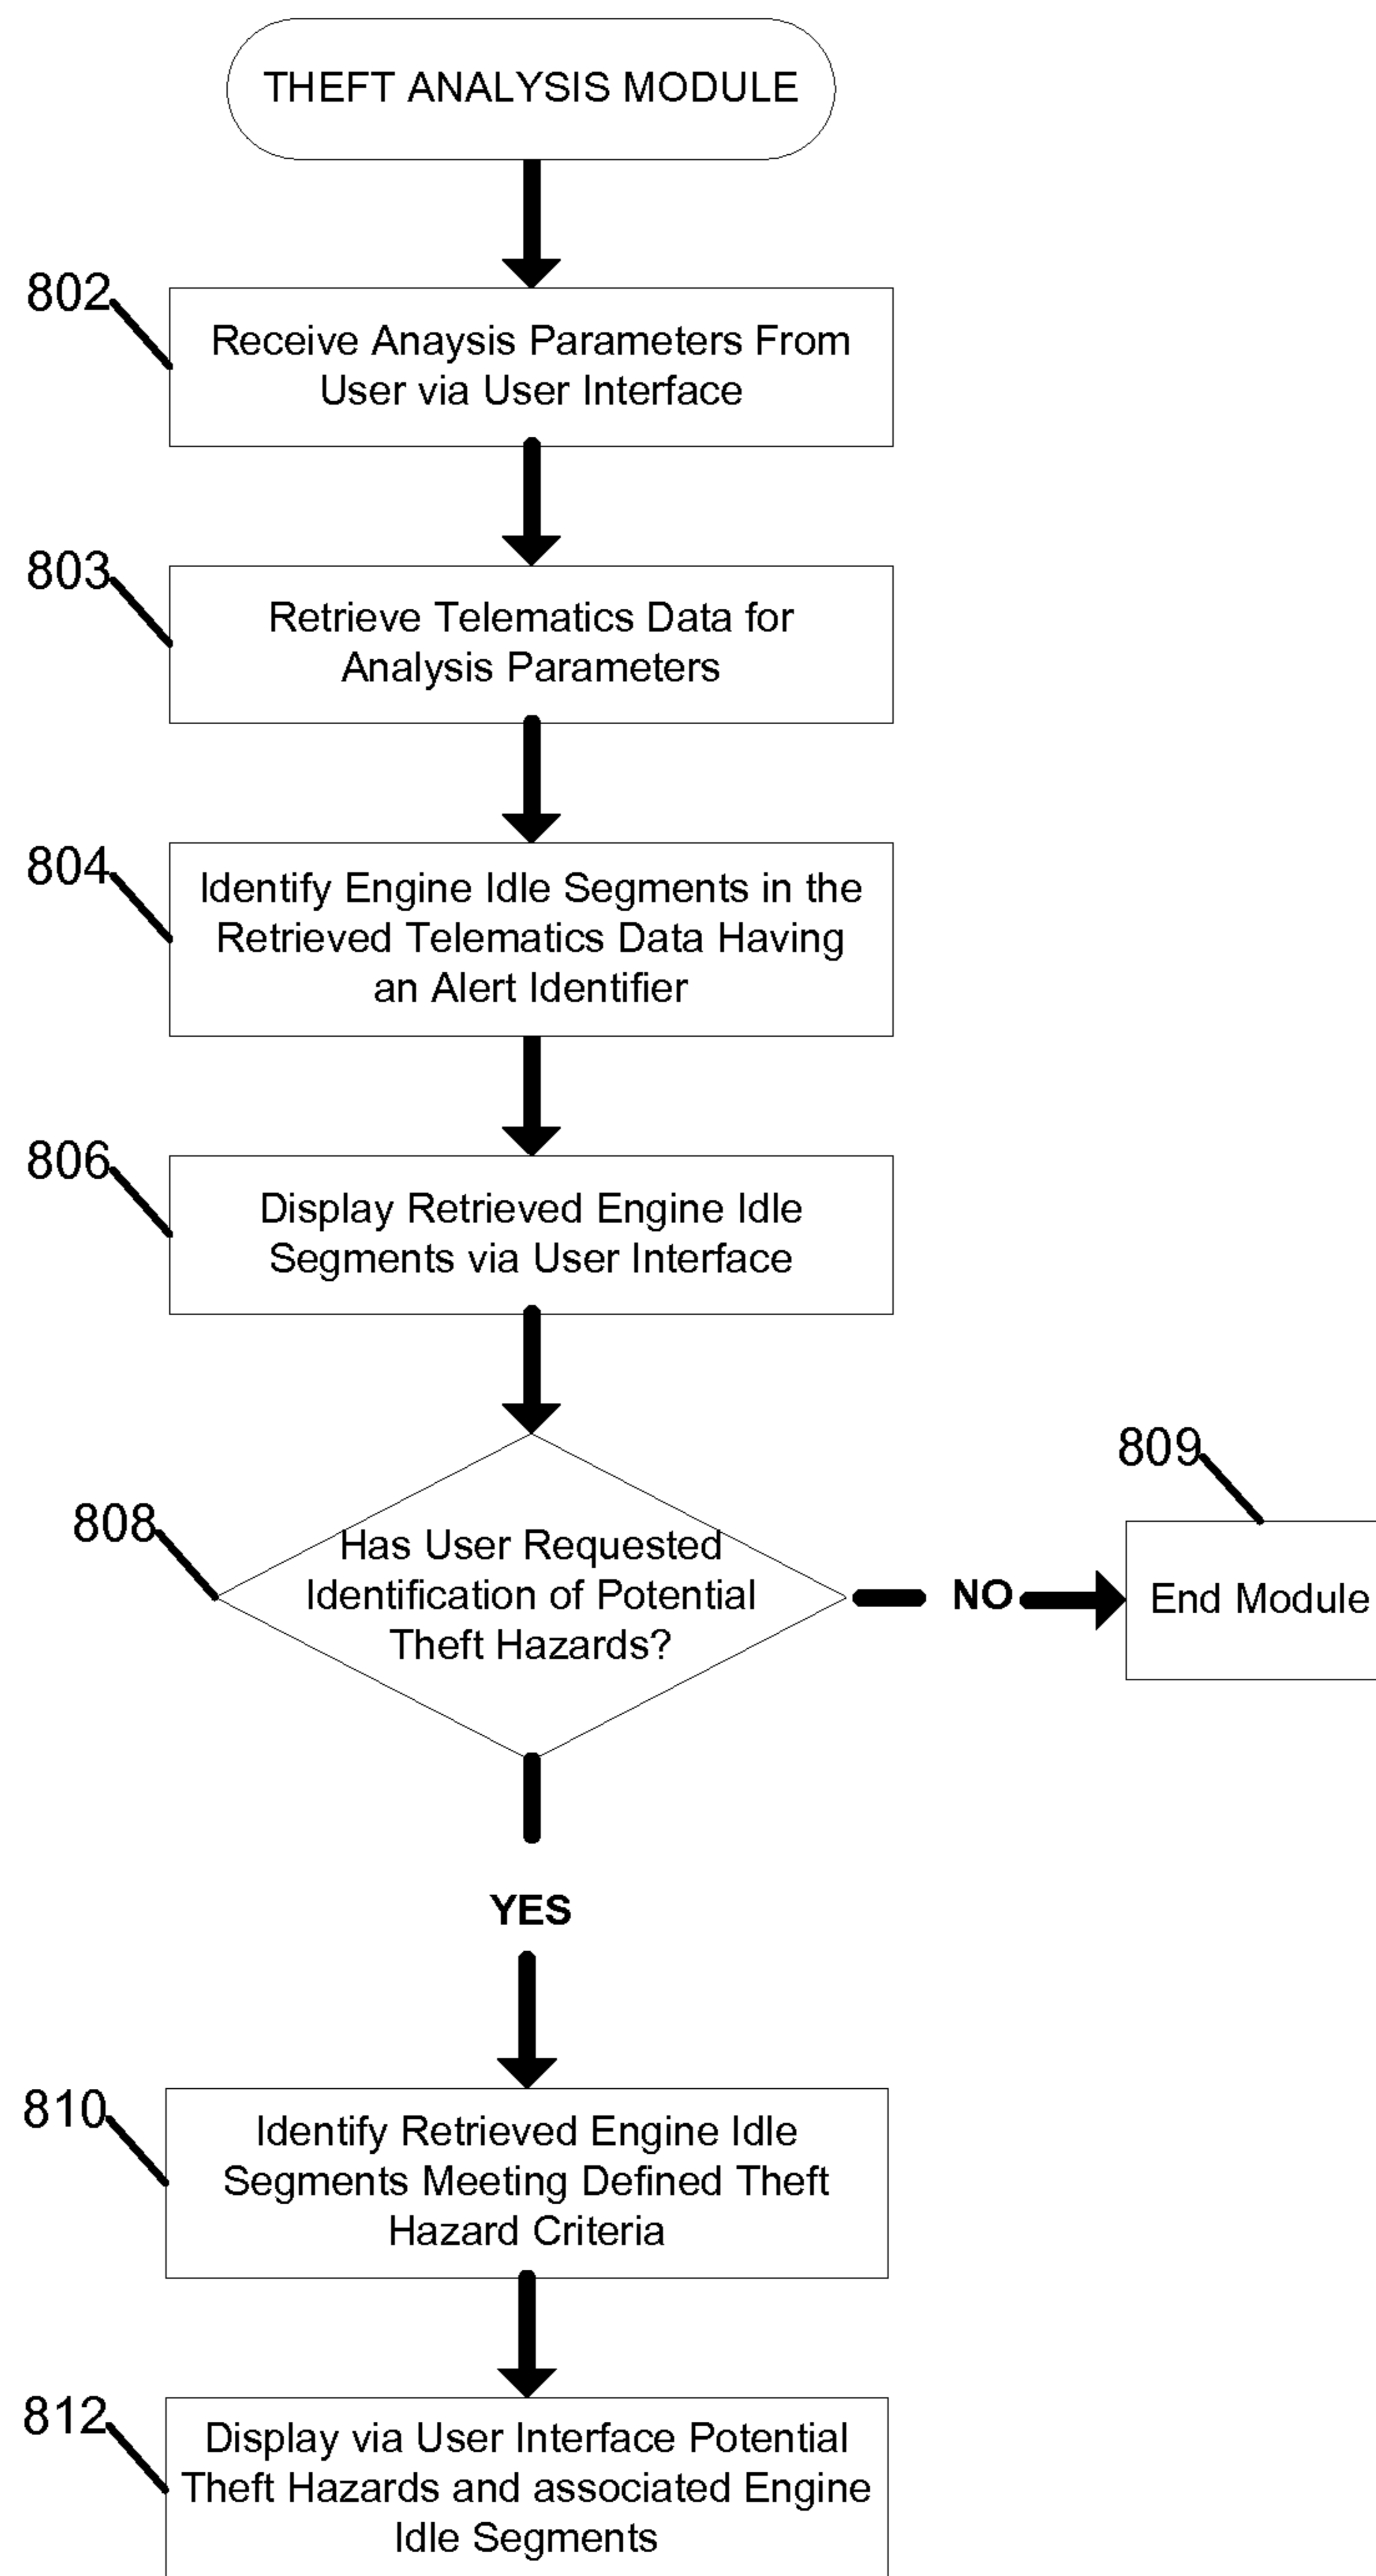 THEFT ANALYSIS MODULE
802
Receive Anaysis Parameters From
User via User Interface
803
Retrieve Telematics Data for
Analysis Parameters
804
Identify Engine Idle Segments in the
Retrieved Telematics Data Having
an Alert Identifier
806
Display Retrieved Engine Idle
Segments via User Interface
808
Has User Requested
Identification of Potential
Theft Hazards?
NO
809
End Module
YES
810
Identify Retrieved Engine Idle
Segments Meeting Defined Theft
Hazard Criteria
812
Display via User Interface Potential
Theft Hazards and associated Engine
Idle Segments